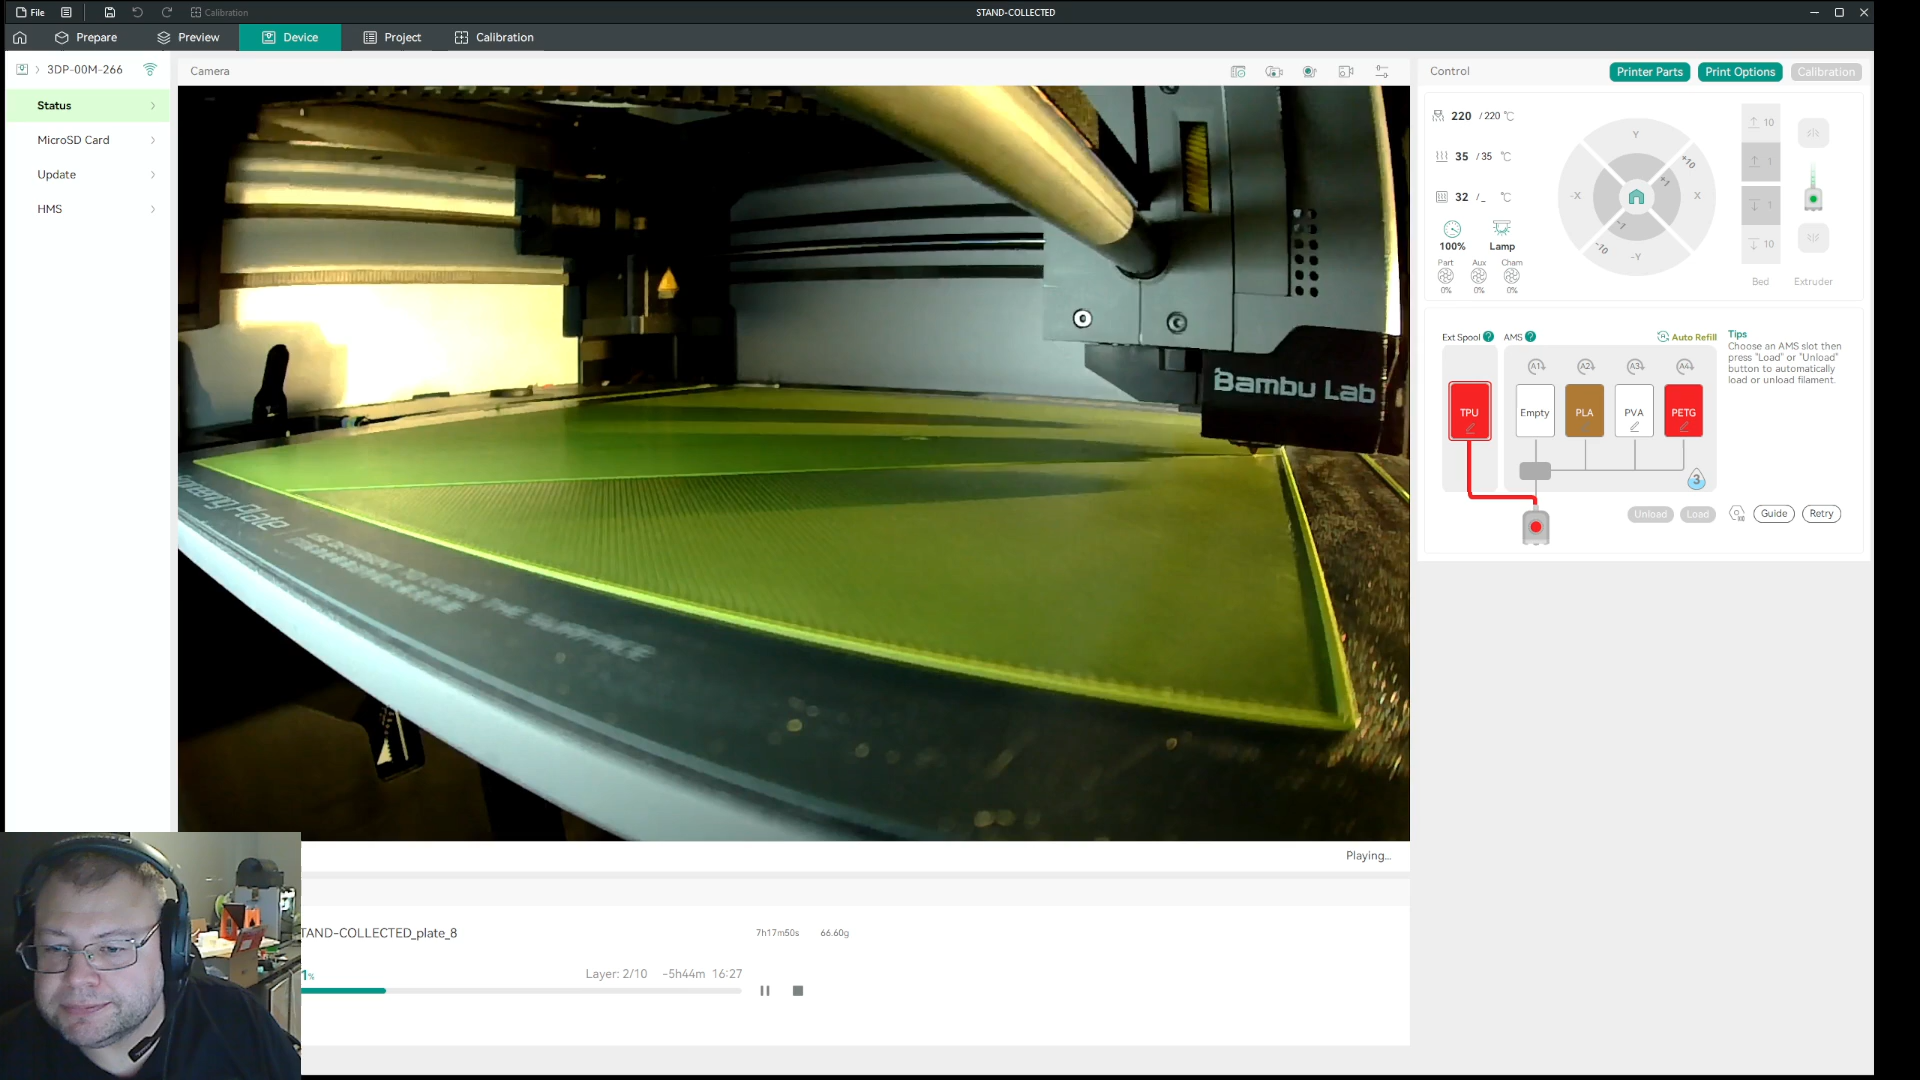 File
Calibration
STAND-COLLECTED
Prepare
Preview
Device
Project
Calibration
3DP-00M-266
Status
MicroSD Card
Update
HMS
Camera
Bambu Lab
Engineering Plate
THE SURFACE
Playing...
TAND-COLLECTED_plate_8
7h17m50s 66.60g
1%
Layer: 2/10 -5h44m 16:27
Control
Printer Parts
Print Options
Calibration
220 / 220 ℃
35 / 35 ℃
32 /_ ℃
100% Lamp
Part Aux Cham
0% 0% 0%
Y
+10
+1
-X X
-1
-10
-Y
10
1
1
10
Bed Extruder
Ext Spool ? AMS ?
Auto Refill
A1 A2 A3 A4
TPU Empty PLA PVA PETG
3
Unload Load Guide Retry
Tips
Choose an AMS slot then
press "Load" or "Unload"
button to automatically
load or unload filament.